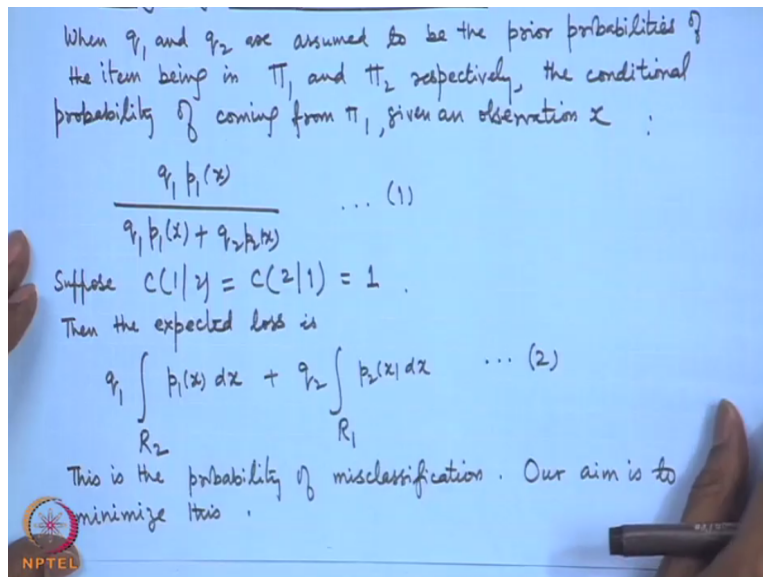 When q₁ and q₂ are assumed to be the prior probabilities of
the item being in Π₁ and Π₂ respectively, the conditional
probability of coming from Π₁, given an observation x :
q₁ p₁(x)
q₁ p₁(x) + q₂ p₂(x) ... (1)
Suppose C(1|2) = C(2|1) = 1 .
Then the expected loss is
q₁ ∫ p₁(x) dx + q₂ ∫ p₂(x) dx ... (2)
R₂ R₁
This is the probability of misclassification . Our aim is to
minimize this .
NPTEL